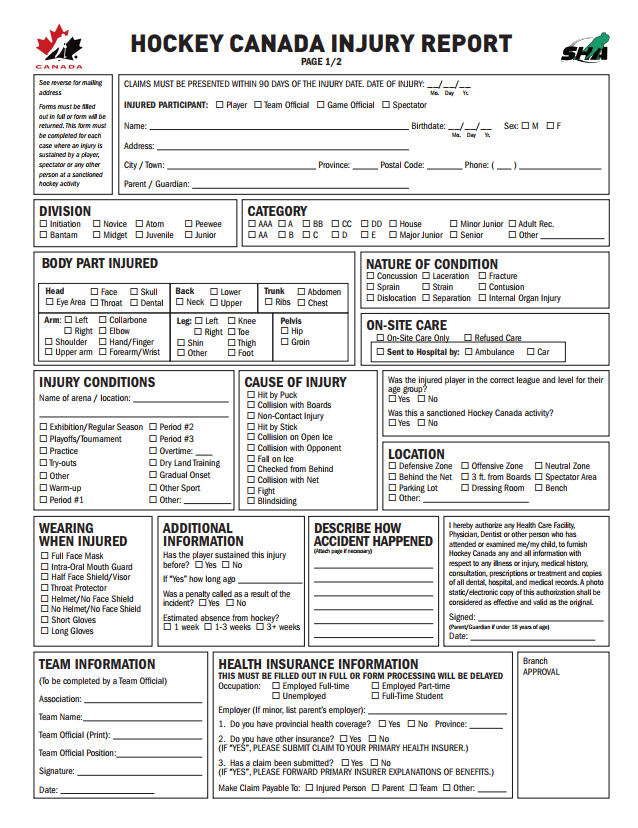 CANADA
HOCKEY CANADA INJURY REPORT
PAGE 1/2
SHA
See reverse for mailing
address
Forms must be filled
out in full or form will be
returned. This form must
be completed for each
case where an injury is
sustained by a player,
spectator or any other
person at a sanctioned
hockey activity
CLAIMS MUST BE PRESENTED WITHIN 90 DAYS OF THE INJURY DATE. DATE OF INJURY: __/__/__
Mo. Day Yr.
INJURED PARTICIPANT: ☐ Player ☐ Team Official ☐ Game Official ☐ Spectator
Name: ______ Birthdate: __/__/__ Sex: ☐ M ☐ F
Mo. Day Yr.
Address: ______
City / Town: ______ Province: ______ Postal Code: ______ Phone: ( __ ) ______
Parent / Guardian: ______
DIVISION
☐ Initiation ☐ Novice ☐ Atom ☐ Peewee
☐ Bantam ☐ Midget ☐ Juvenile ☐ Junior
CATEGORY
☐ AAA ☐ A ☐ BB ☐ CC ☐ DD ☐ House ☐ Minor Junior ☐ Adult Rec.
☐ AA ☐ B ☐ C ☐ D ☐ E ☐ Major Junior ☐ Senior ☐ Other ______
BODY PART INJURED
Head ☐ Face ☐ Skull
☐ Eye Area ☐ Throat ☐ Dental
Back ☐ Lower
☐ Neck ☐ Upper
Trunk ☐ Abdomen
☐ Ribs ☐ Chest
Arm: ☐ Left ☐ Collarbone
☐ Right ☐ Elbow
☐ Shoulder ☐ Hand/Finger
☐ Upper arm ☐ Forearm/Wrist
Leg: ☐ Left ☐ Knee
☐ Right ☐ Toe
☐ Shin ☐ Thigh
☐ Other ☐ Foot
Pelvis
☐ Hip
☐ Groin
NATURE OF CONDITION
☐ Concussion ☐ Laceration ☐ Fracture
☐ Sprain ☐ Strain ☐ Contusion
☐ Dislocation ☐ Separation ☐ Internal Organ Injury
ON-SITE CARE
☐ On-Site Care Only ☐ Refused Care
☐ Sent to Hospital by: ☐ Ambulance ☐ Car
INJURY CONDITIONS
Name of arena / location: ______
☐ Exhibition/Regular Season ☐ Period #2
☐ Playoffs/Tournament ☐ Period #3
☐ Practice ☐ Overtime: ____
☐ Try-outs ☐ Dry Land Training
☐ Other ☐ Gradual Onset
☐ Warm-up ☐ Other Sport
☐ Period #1 ☐ Other: ______
CAUSE OF INJURY
☐ Hit by Puck
☐ Collision with Boards
☐ Non-Contact Injury
☐ Hit by Stick
☐ Collision on Open Ice
☐ Collision with Opponent
☐ Fall on Ice
☐ Checked from Behind
☐ Collision with Net
☐ Fight
☐ Blindsiding
Was the injured player in the correct league and level for their
age group?
☐ Yes ☐ No
Was this a sanctioned Hockey Canada activity?
☐ Yes ☐ No
LOCATION
☐ Defensive Zone ☐ Offensive Zone ☐ Neutral Zone
☐ Behind the Net ☐ 3 ft. from Boards ☐ Spectator Area
☐ Parking Lot ☐ Dressing Room ☐ Bench
☐ Other: ______
WEARING
WHEN INJURED
☐ Full Face Mask
☐ Intra-Oral Mouth Guard
☐ Half Face Shield/Visor
☐ Throat Protector
☐ Helmet/No Face Shield
☐ No Helmet/No Face Shield
☐ Short Gloves
☐ Long Gloves
ADDITIONAL
INFORMATION
Has the player sustained this injury
before? ☐ Yes ☐ No
If "Yes" how long ago ______
Was a penalty called as a result of the
incident? ☐ Yes ☐ No
Estimated absence from hockey?
☐ 1 week ☐ 1-3 weeks ☐ 3+ weeks
DESCRIBE HOW
ACCIDENT HAPPENED
(Attach page if necessary)
I hereby authorize any Health Care Facility,
Physician, Dentist or other person who has
attended or examined me/my child, to furnish
Hockey Canada any and all information with
respect to any illness or injury, medical history,
consultation, prescriptions or treatment and copies
of all dental, hospital, and medical records. A photo
static/electronic copy of this authorization shall be
considered as effective and valid as the original.
Signed: ______
(Parent/Guardian if under 18 years of age)
Date: ______
TEAM INFORMATION
(To be completed by a Team Official)
Association: ______
Team Name: ______
Team Official (Print): ______
Team Official Position: ______
Signature: ______
Date: ______
HEALTH INSURANCE INFORMATION
THIS MUST BE FILLED OUT IN FULL OR FORM PROCESSING WILL BE DELAYED
Occupation: ☐ Employed Full-time ☐ Employed Part-time
☐ Unemployed ☐ Full-Time Student
Employer (If minor, list parent's employer): ______
1. Do you have provincial health coverage? ☐ Yes ☐ No Province: ______
2. Do you have other insurance? ☐ Yes ☐ No
(IF "YES", PLEASE SUBMIT CLAIM TO YOUR PRIMARY HEALTH INSURER.)
3. Has a claim been submitted? ☐ Yes ☐ No
(IF "YES", PLEASE FORWARD PRIMARY INSURER EXPLANATIONS OF BENEFITS.)
Make Claim Payable To: ☐ Injured Person ☐ Parent ☐ Team ☐ Other: ______
Branch
APPROVAL